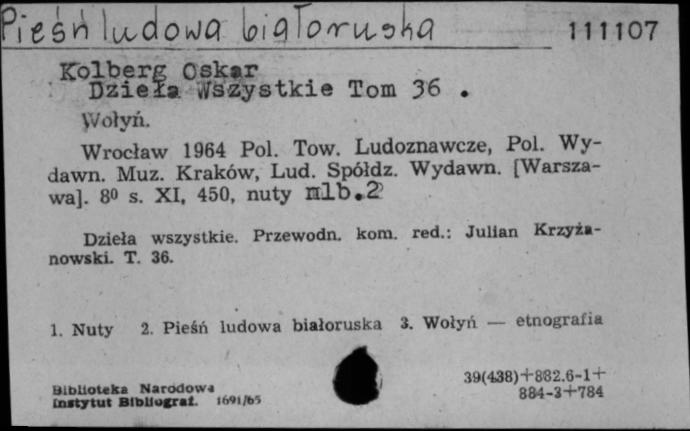 Pieśń ludowa białoruska 111107
Kolberg Oskar
Dzieła Wszystkie Tom 36 .
Wołyń.
Wrocław 1964 Pol. Tow. Ludoznawcze, Pol. Wy-
dawn. Muz. Kraków, Lud. Spółdz. Wydawn. [Warsza-
wa]. 8⁰ s. XI, 450, nuty nlb.2
Dzieła wszystkie. Przewodn. kom. red.: Julian Krzyża-
nowski. T. 36.
1. Nuty 2. Pieśń ludowa białoruska 3. Wołyń — etnografia
39(438)+882.6-1+
Biblioteka Narodowa
884-3+784
Instytut Bibliograf. 1691/65